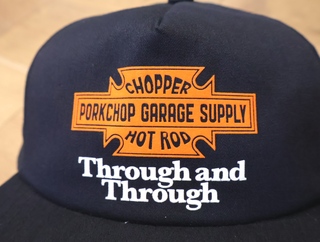 CHOPPER
PORKCHOP GARAGE SUPPLY
HOT ROD
Through and
Through